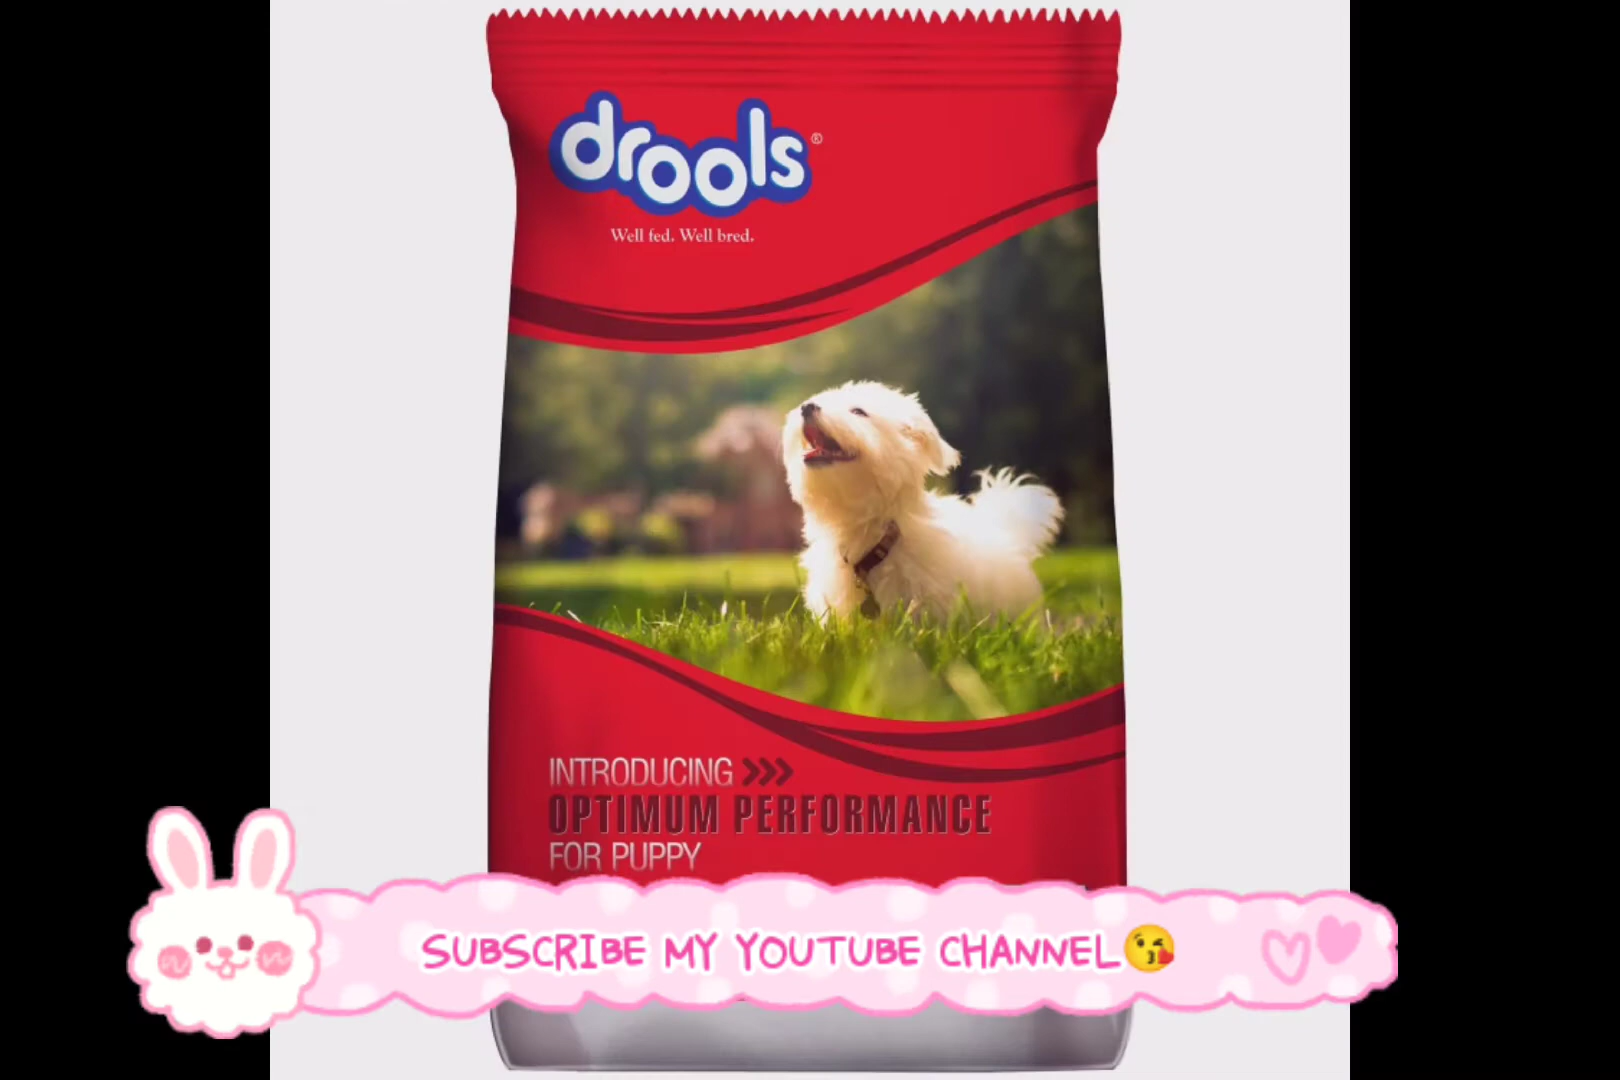 drools®
Well fed. Well bred.
INTRODUCING >>>
OPTIMUM PERFORMANCE
FOR PUPPY
SUBSCRIBE MY YOUTUBE CHANNEL😘